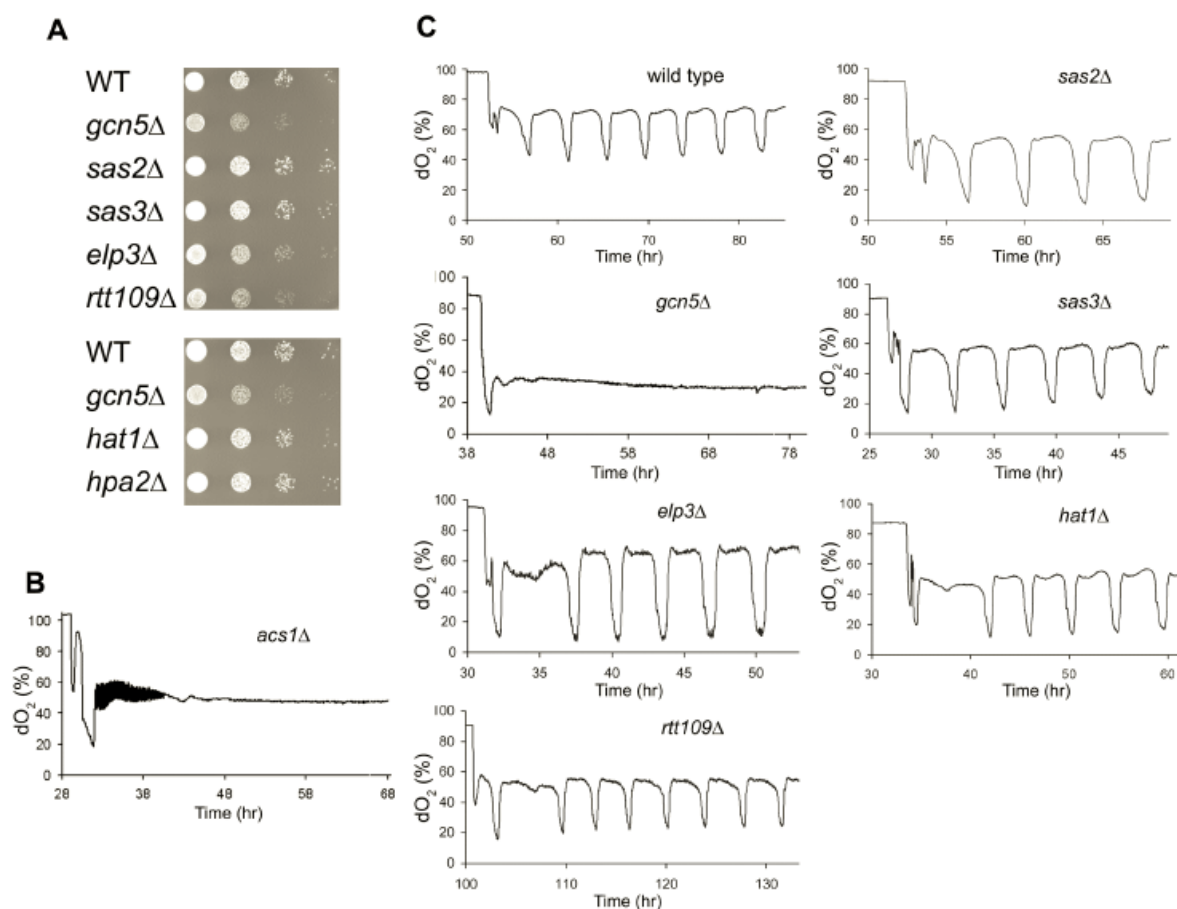 A
WT
gcn5Δ
sas2Δ
sas3Δ
elp3Δ
rtt109Δ
WT
gcn5Δ
hat1Δ
hpa2Δ
B
acs1Δ
dO2 (%)
100
80
60
40
20
0
28 38 48 58 68
Time (hr)
C
wild type
dO2 (%)
100
80
60
40
20
0
50 60 70 80
Time (hr)
sas2Δ
dO2 (%)
100
80
60
40
20
0
50 55 60 65
Time (hr)
gcn5Δ
dO2 (%)
100
80
60
40
20
0
38 48 58 68 78
Time (hr)
sas3Δ
dO2 (%)
100
80
60
40
20
0
25 30 35 40 45
Time (hr)
elp3Δ
dO2 (%)
100
80
60
40
20
0
30 35 40 45 50
Time (hr)
hat1Δ
dO2 (%)
100
80
60
40
20
0
30 40 50 60
Time (hr)
rtt109Δ
dO2 (%)
100
80
60
40
20
0
100 110 120 130
Time (hr)